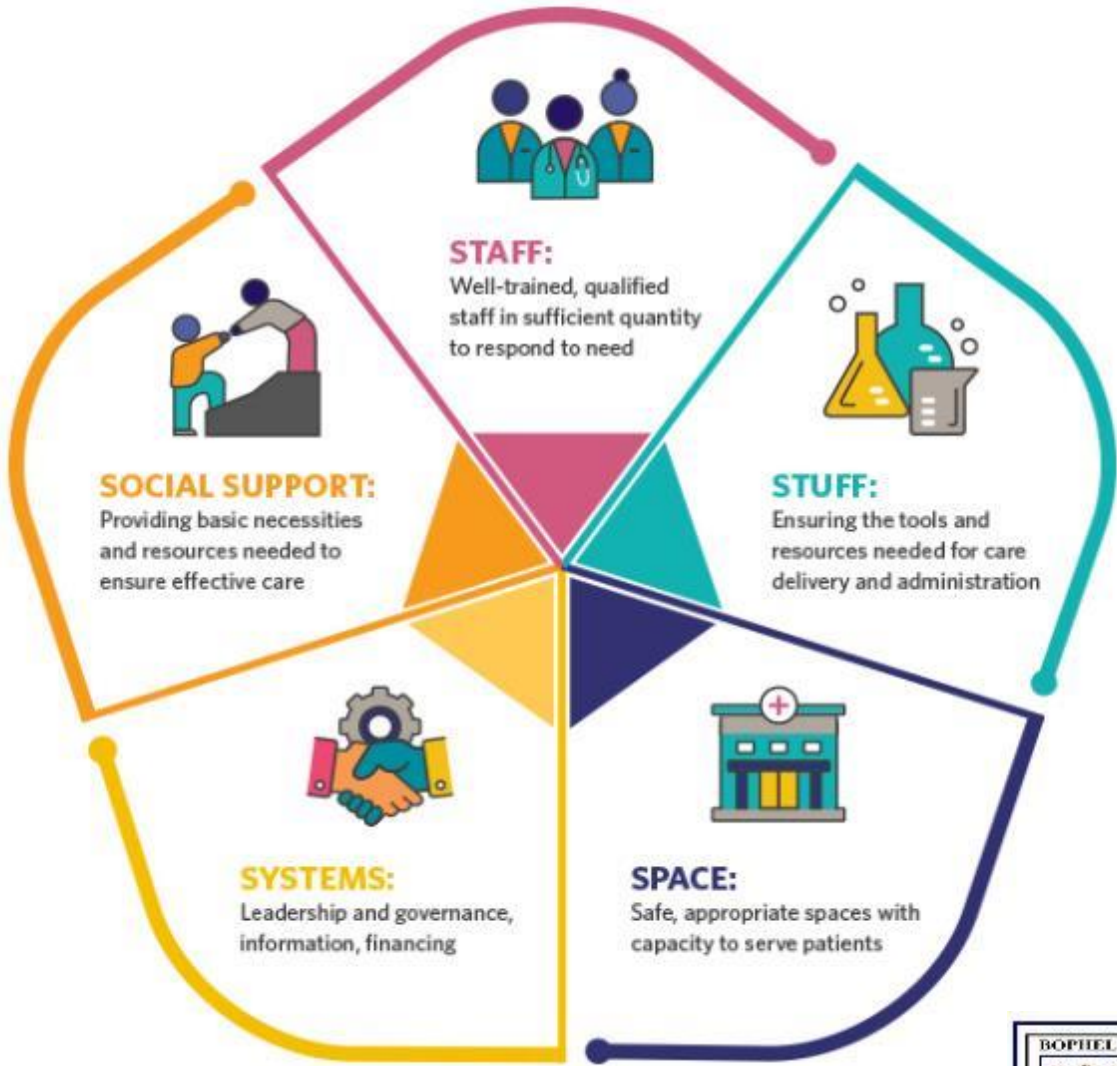 STAFF:
Well-trained, qualified
staff in sufficient quantity
to respond to need
STUFF:
Ensuring the tools and
resources needed for care
delivery and administration
SPACE:
Safe, appropriate spaces with
capacity to serve patients
SYSTEMS:
Leadership and governance,
information, financing
SOCIAL SUPPORT:
Providing basic necessities
and resources needed to
ensure effective care